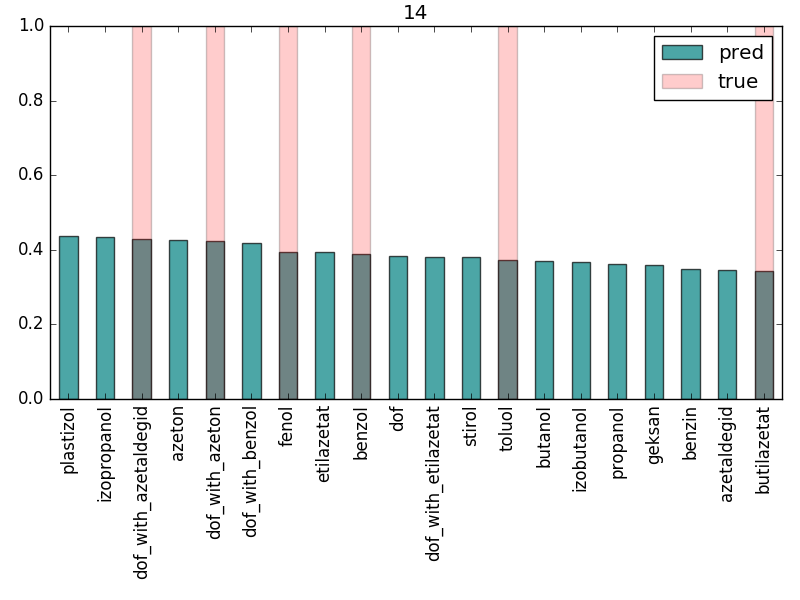 14
1.0
0.8
0.6
0.4
0.2
0.0
pred
true
plastizol
izopropanol
dof_with_azetaldegid
azeton
dof_with_azeton
dof_with_benzol
fenol
etilazetat
benzol
dof
dof_with_etilazetat
stirol
toluol
butanol
izobutanol
propanol
geksan
benzin
azetaldegid
butilazetat